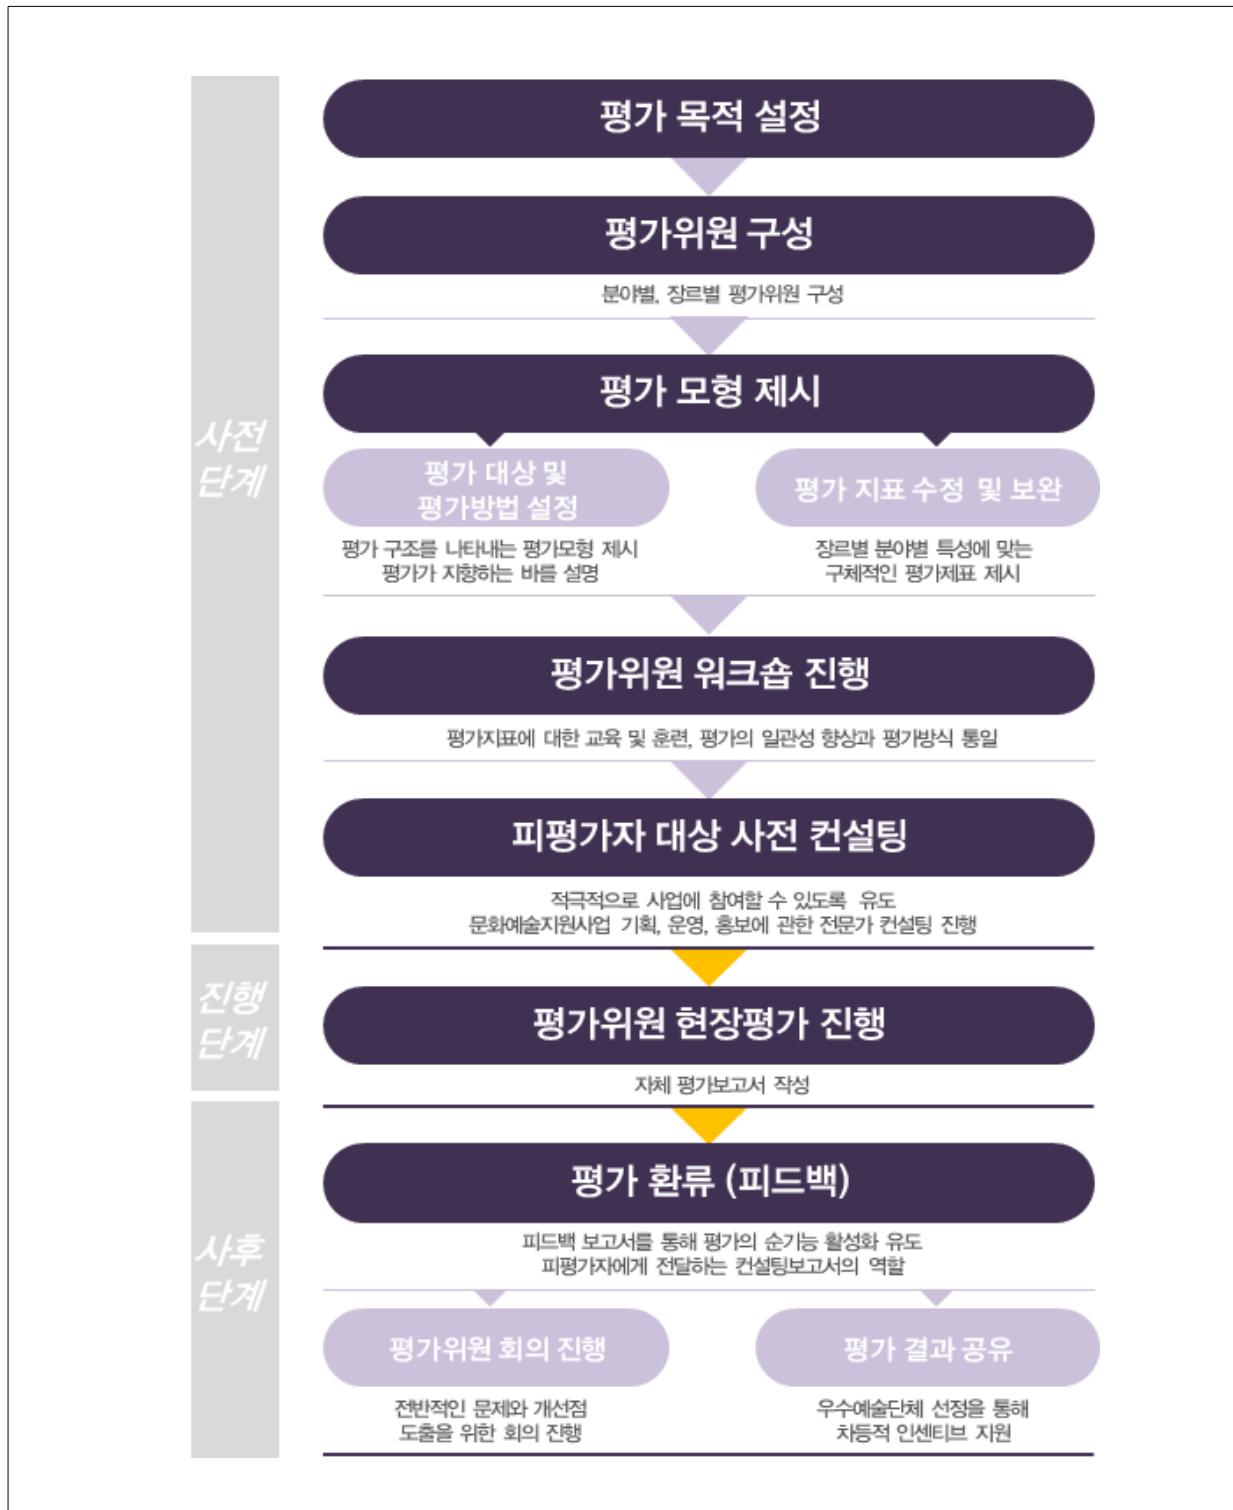 사전
단계
평가 목적 설정
평가위원 구성
분야별, 장르별 평가위원 구성
평가 모형 제시
평가 대상 및
평가방법 설정
평가 구조를 나타내는 평가모형 제시
평가가 지향하는 바를 설명
평가 지표 수정 및 보완
장르별 분야별 특성에 맞는
구체적인 평가제표 제시
평가위원 워크숍 진행
평가지표에 대한 교육 및 훈련, 평가의 일관성 향상과 평가방식 통일
피평가자 대상 사전 컨설팅
적극적으로 사업에 참여할 수 있도록 유도
문화예술지원사업 기획, 운영, 홍보에 관한 전문가 컨설팅 진행
진행
단계
평가위원 현장평가 진행
자체 평가보고서 작성
사후
단계
평가 환류 (피드백)
피드백 보고서를 통해 평가의 순기능 활성화 유도
피평가자에게 전달하는 컨설팅보고서의 역할
평가위원 회의 진행
전반적인 문제와 개선점
도출을 위한 회의 진행
평가 결과 공유
우수예술단체 선정을 통해
차등적 인센티브 지원